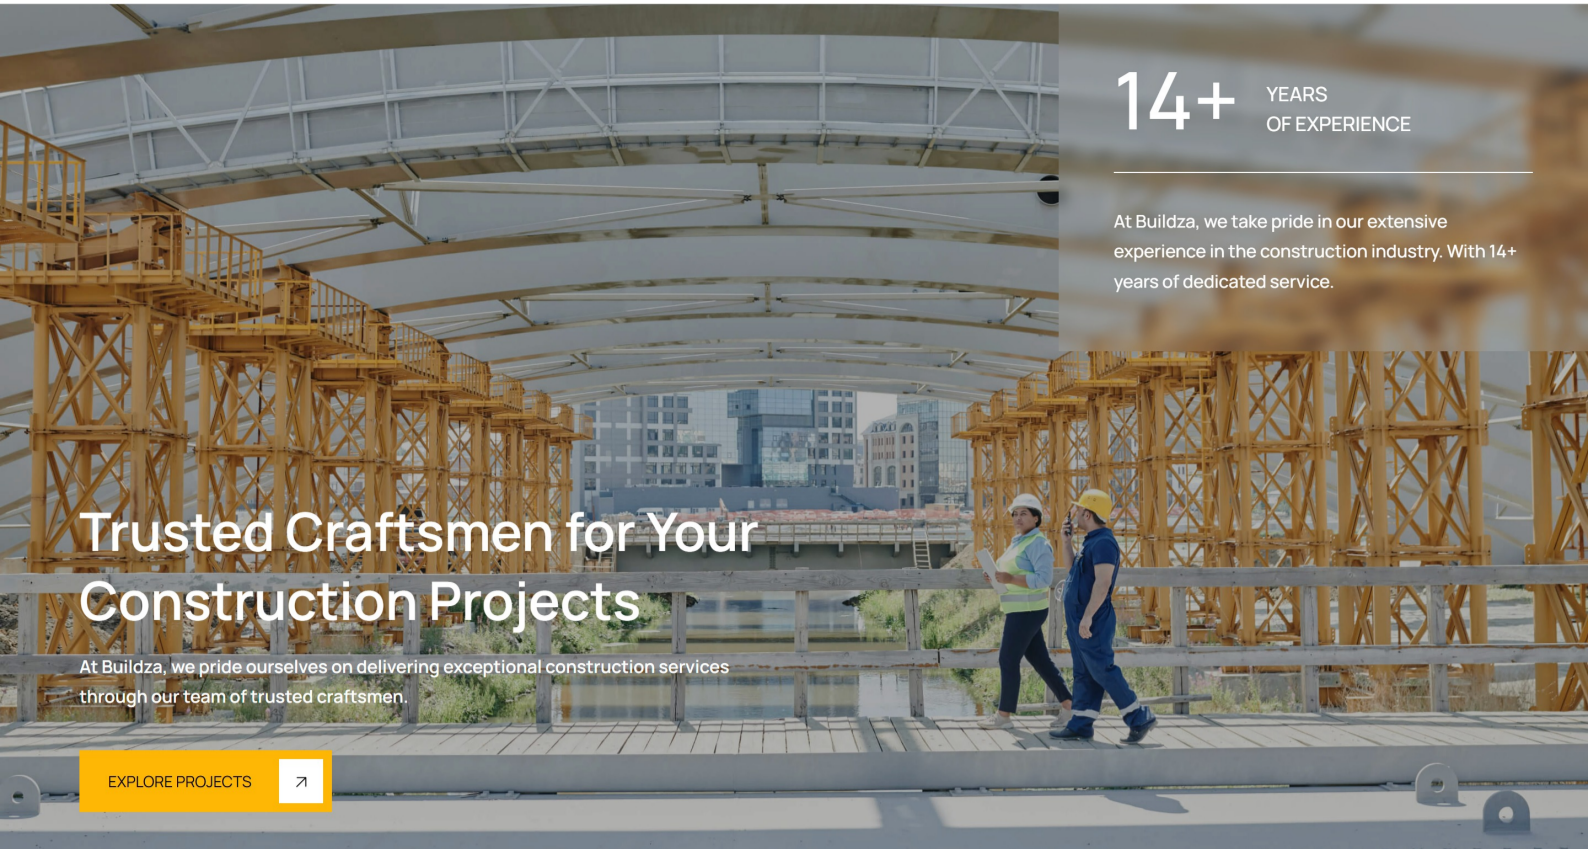 14+
YEARS
OF EXPERIENCE
At Buildza, we take pride in our extensive
experience in the construction industry. With 14+
years of dedicated service.
Trusted Craftsmen for Your
Construction Projects
At Buildza, we pride ourselves on delivering exceptional construction services
through our team of trusted craftsmen.
EXPLORE PROJECTS